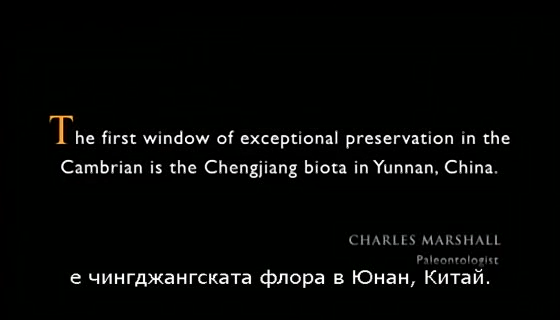 The first window of exceptional preservation in the
Cambrian is the Chengjiang biota in Yunnan, China.
CHARLES MARSHALL
Paleontologist
е чингджангската флора в Юнан, Китай.